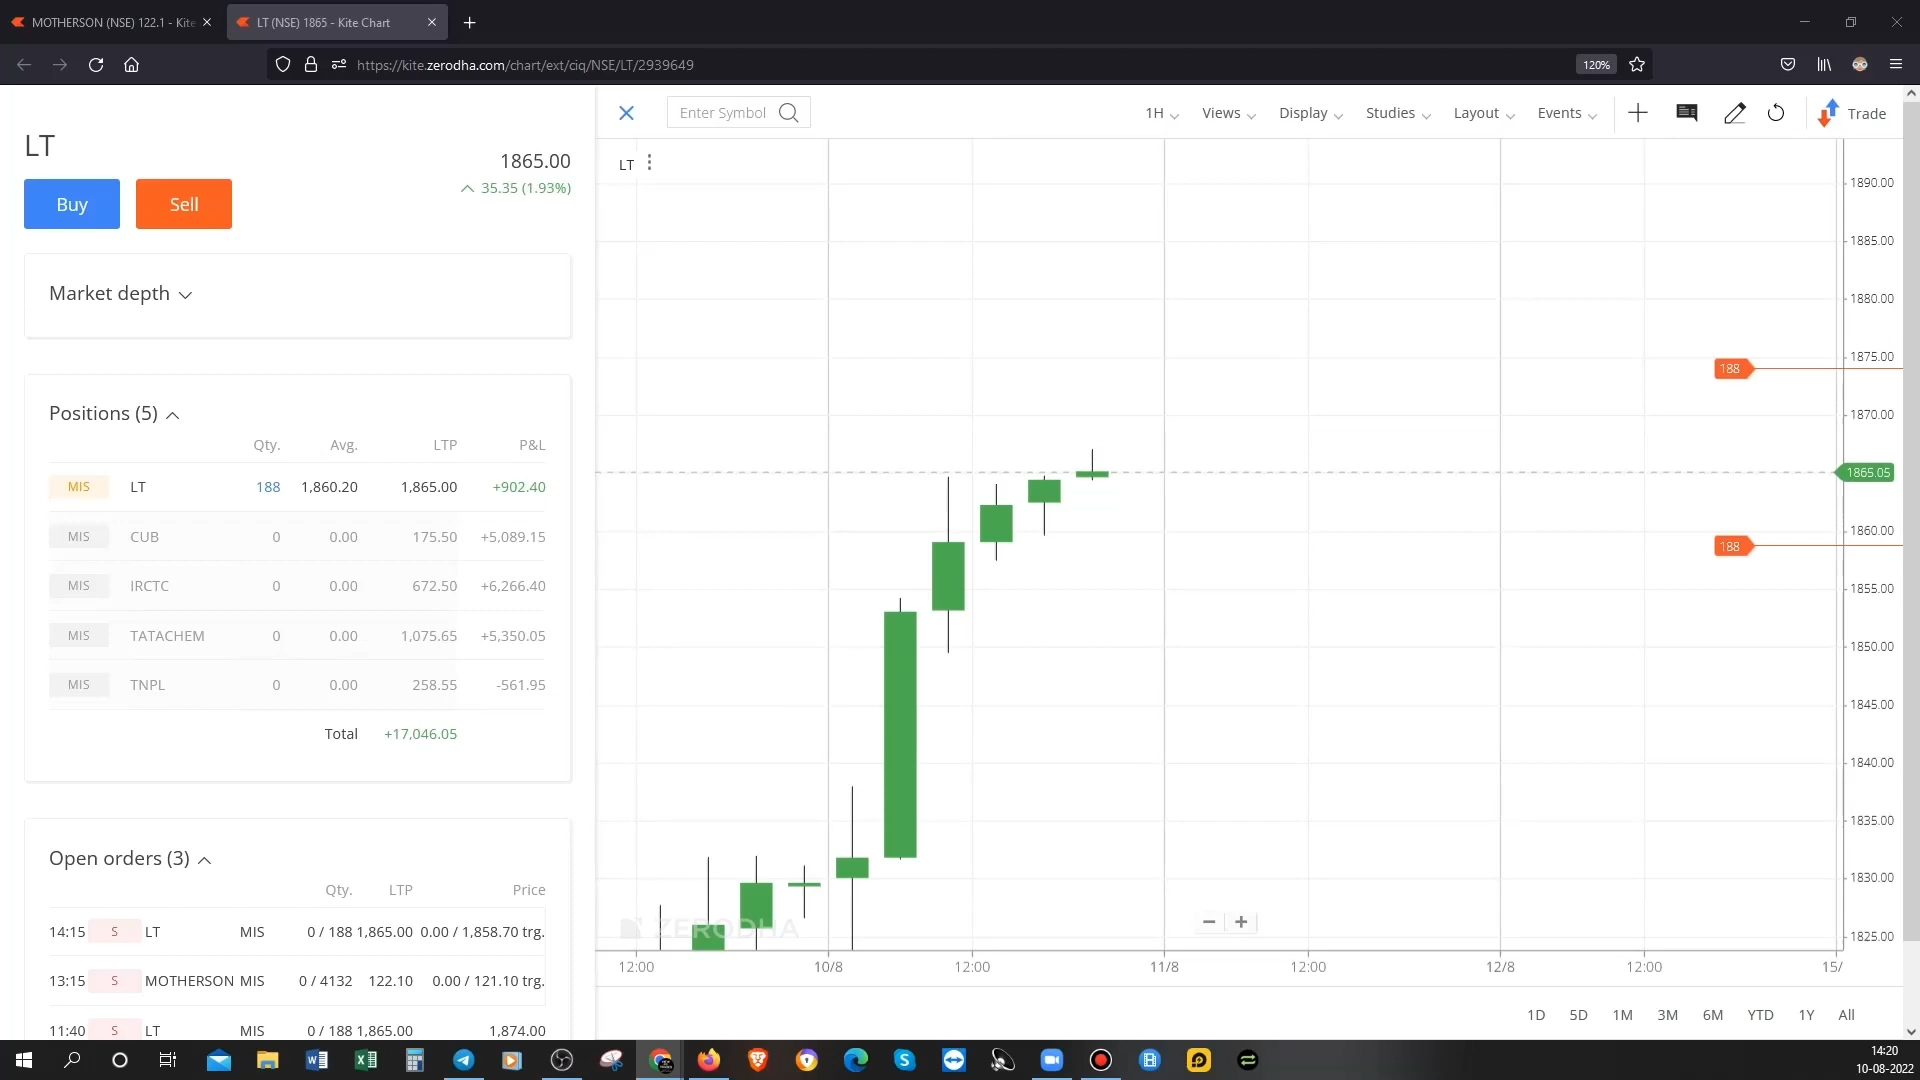 MOTHERSON (NSE) 122.1 - Kite
LT (NSE) 1865 - Kite Chart
https://kite.zerodha.com/chart/ext/ciq/NSE/LT/2939649
120%
LT
1865.00
35.35 (1.93%)
Buy
Sell
Market depth
Positions (5)
Qty. Avg. LTP P&L
MIS LT 188 1,860.20 1,865.00 +902.40
MIS CUB 0 0.00 175.50 +5,089.15
MIS IRCTC 0 0.00 672.50 +6,266.40
MIS TATACHEM 0 0.00 1,075.65 +5,350.05
MIS TNPL 0 0.00 258.55 -561.95
Total +17,046.05
Open orders (3)
Qty. LTP Price
14:15 S LT MIS 0 / 188 1,865.00 0.00 / 1,858.70 trg.
13:15 S MOTHERSON MIS 0 / 4132 122.10 0.00 / 121.10 trg.
11:40 S LT MIS 0 / 188 1,865.00 1,874.00
Enter Symbol
1H Views Display Studies Layout Events Trade
LT
1890.00
1885.00
1880.00
1875.00
188
1870.00
1865.05
1860.00
188
1855.00
1850.00
1845.00
1840.00
1835.00
1830.00
1825.00
ZERODHA
12:00 10/8 12:00 11/8 12:00 12/8 12:00 15/
1D 5D 1M 3M 6M YTD 1Y All
14:20
10-08-2022